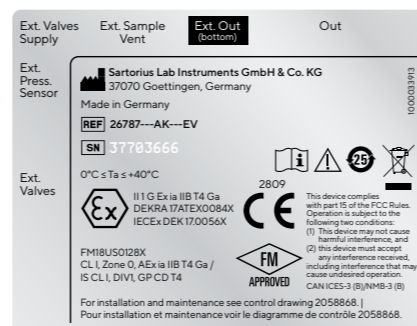 Ext. Valves Supply
Ext. Sample Vent
Ext. Out (bottom)
Out
Ext. Press. Sensor
Sartorius Lab Instruments GmbH & Co. KG
37070 Goettingen, Germany
1000033913
Made in Germany
REF 26787---AK---EV
SN 37703666
Ext. Valves
0°C ≤ Ta ≤ +40°C
25
II 1 G Ex ia IIB T4 Ga
DEKRA 17ATEX0084X
IECEx DEK 17.0056X
Ex
CE
2809
This device complies
with part 15 of the FCC Rules.
Operation is subject to the
following two conditions:
(1) This device may not cause
harmful interference, and
(2) this device must accept
any interference received,
including interference that may
cause undesired operation.
CAN ICES-3 (B)/NMB-3 (B)
FM18US0128X
CL I, Zone 0, AEx ia IIB T4 Ga /
IS CL I, DIV1, GP CD T4
FM
APPROVED
For installation and maintenance see control drawing 2058868. |
Pour installation et maintenance voir le diagramme de contrôle 2058868.